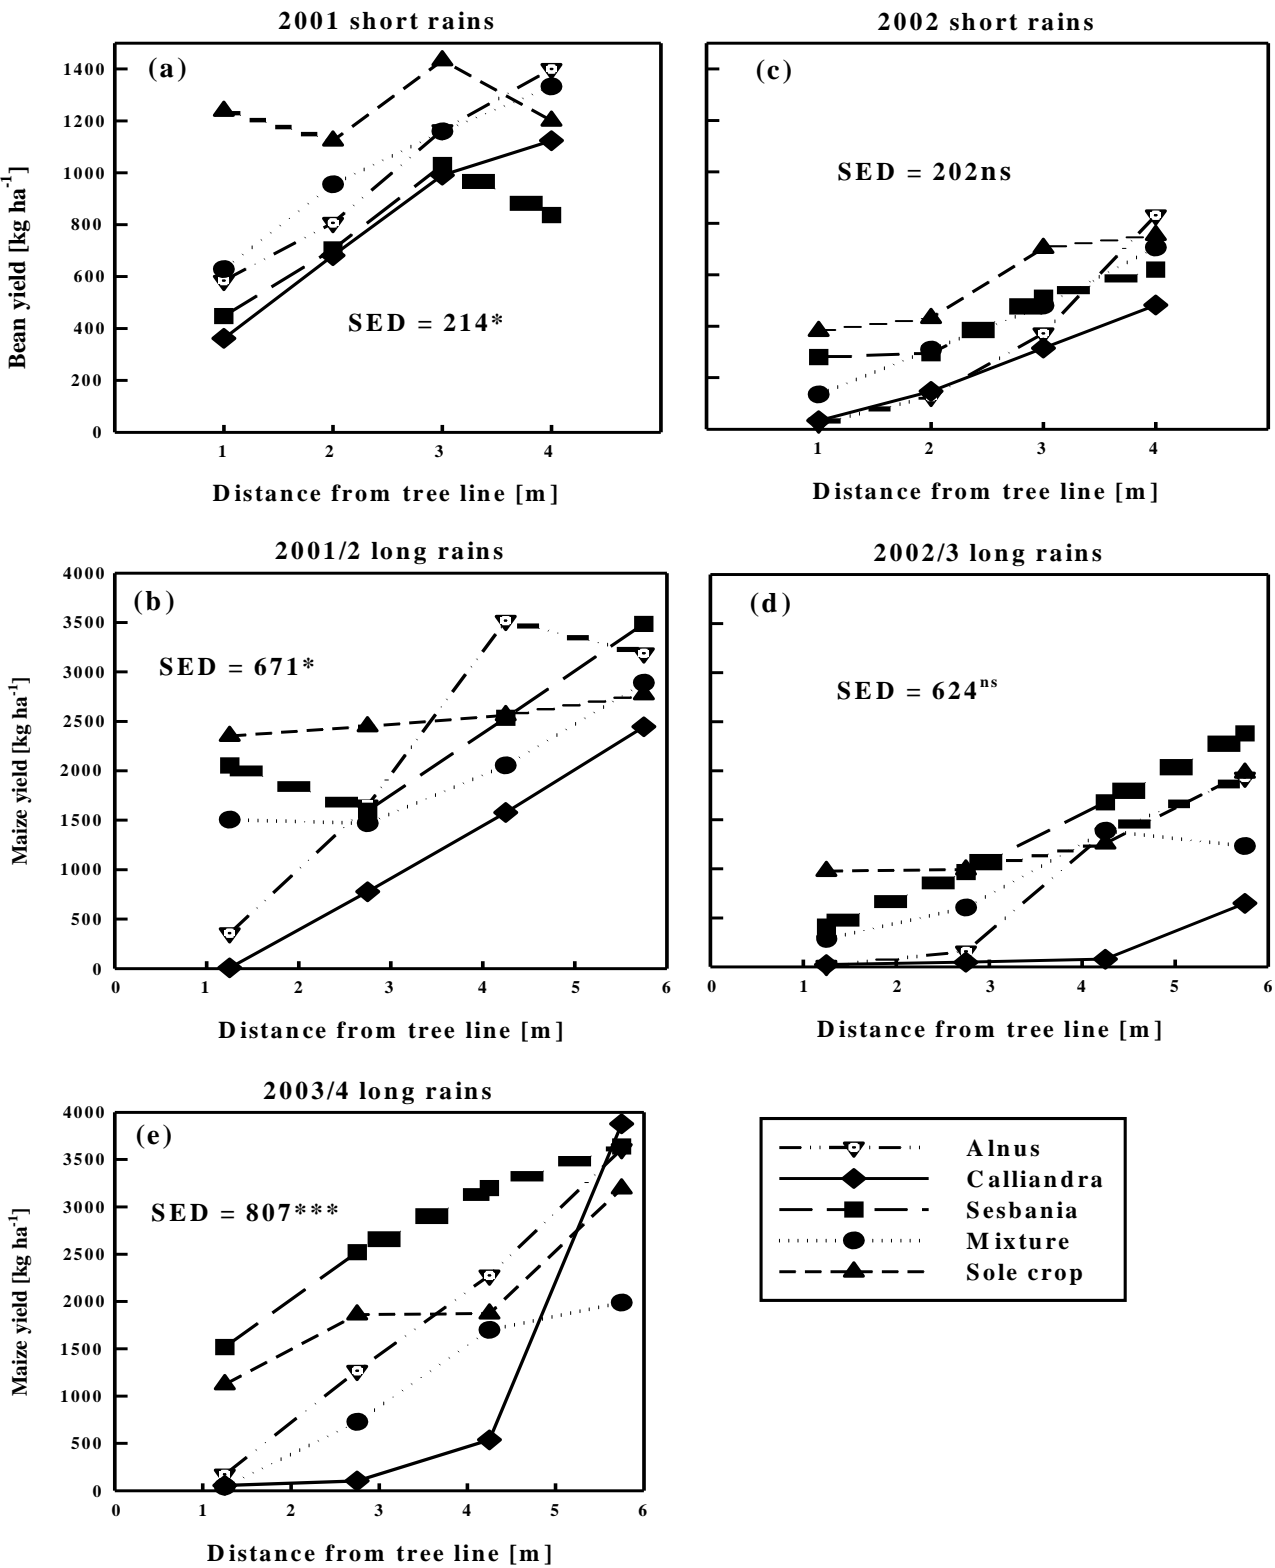 2001 short rains
(a)
1400
1200
1000
800
600
400
200
0
SED = 214*
1 2 3 4
Bean yield [kg ha-1]
Distance from tree line [m]
2002 short rains
(c)
SED = 202ns
1 2 3 4
Distance from tree line [m]
2001/2 long rains
(b)
4000
3500
3000
2500
2000
1500
1000
500
0
SED = 671*
0 1 2 3 4 5 6
Maize yield [kg ha-1]
Distance from tree line [m]
2002/3 long rains
(d)
SED = 624ns
0 1 2 3 4 5 6
Distance from tree line [m]
2003/4 long rains
(e)
4000
3500
3000
2500
2000
1500
1000
500
0
SED = 807***
0 1 2 3 4 5 6
Maize yield [kg ha-1]
Distance from tree line [m]
Alnus
Calliandra
Sesbania
Mixture
Sole crop